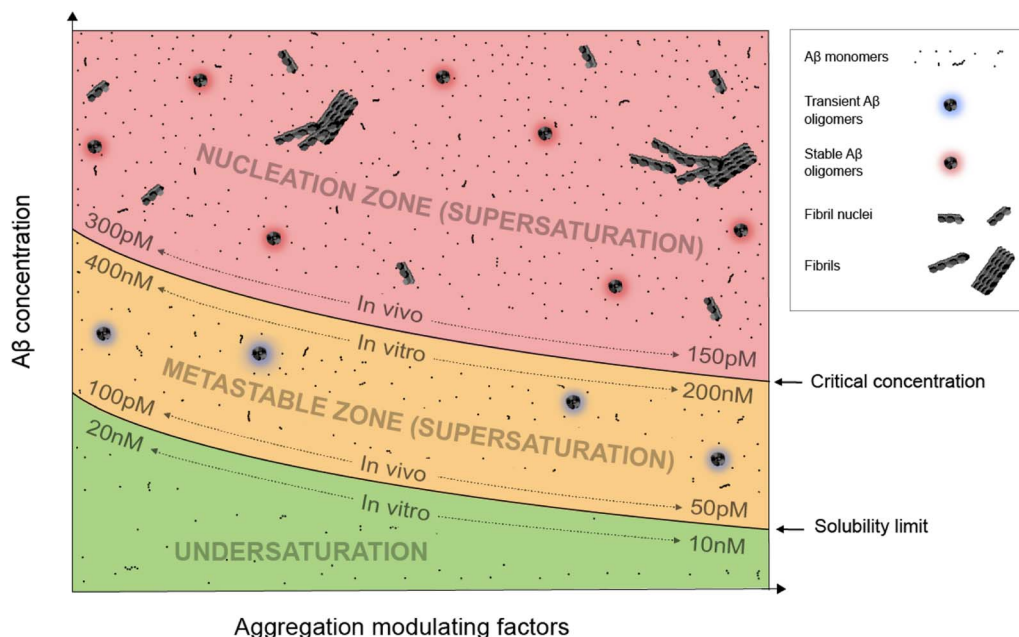 Aβ concentration
NUCLEATION ZONE (SUPERSATURATION)
300pM
In vivo
150pM
400nM
In vitro
200nM
METASTABLE ZONE (SUPERSATURATION)
100pM
In vivo
50pM
20nM
In vitro
10nM
UNDERSATURATION
Aggregation modulating factors
Aβ monomers
Transient Aβ
oligomers
Stable Aβ
oligomers
Fibril nuclei
Fibrils
Critical concentration
Solubility limit